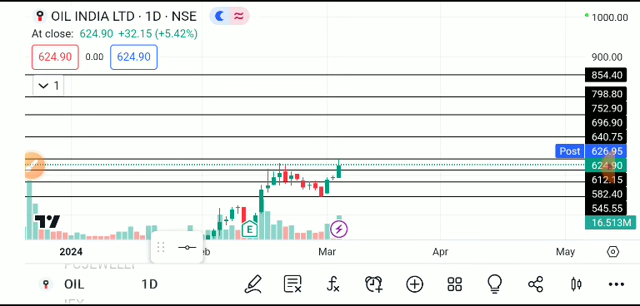 OIL INDIA LTD · 1D · NSE
At close: 624.90 +32.15 (+5.42%)
624.90 0.00 624.90
1
1000.00
900.00
854.40
798.80
752.90
696.90
640.75
Post 626.95
624.90
612.15
582.40
545.55
16.513M
E
2024 Mar Apr May
OIL 1D